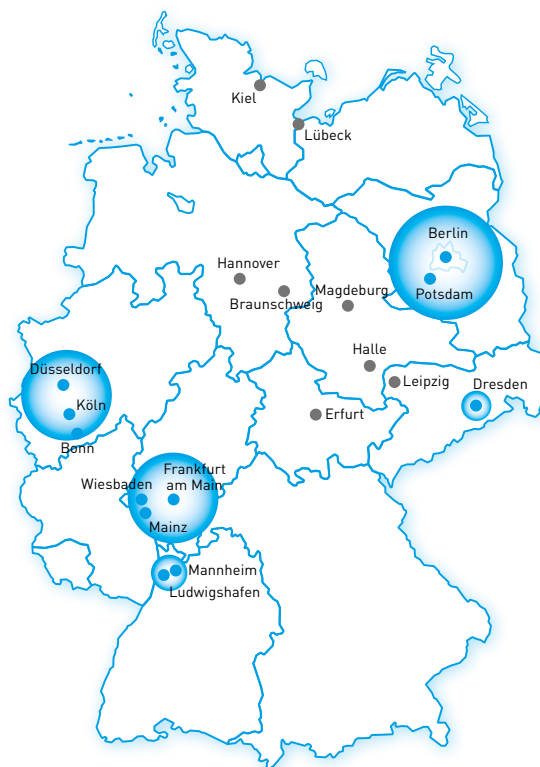 Kiel
Lübeck
Berlin
Hannover
Potsdam
Braunschweig
Magdeburg
Halle
Düsseldorf
Leipzig
Dresden
Köln
Erfurt
Bonn
Wiesbaden
Frankfurt
am Main
Mainz
Mannheim
Ludwigshafen